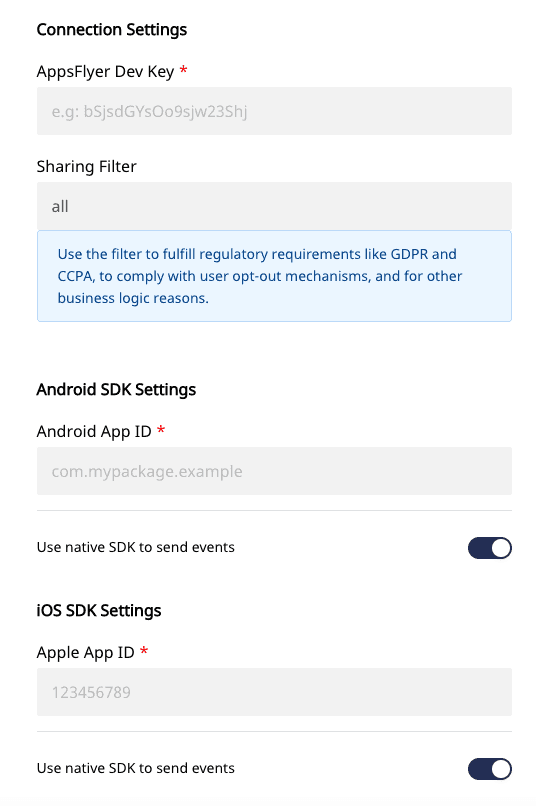 Connection Settings
AppsFlyer Dev Key *
e.g: bSjsdGYsOo9sjw23Shj
Sharing Filter
all
Use the filter to fulfill regulatory requirements like GDPR and
CCPA, to comply with user opt-out mechanisms, and for other
business logic reasons.
Android SDK Settings
Android App ID *
com.mypackage.example
Use native SDK to send events
iOS SDK Settings
Apple App ID *
123456789
Use native SDK to send events